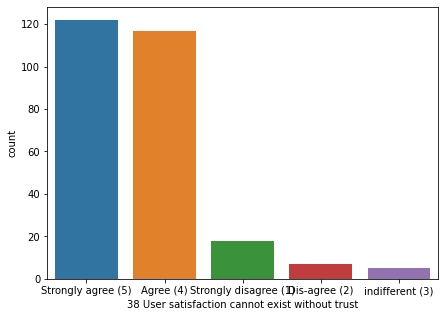 120
100
80
60
40
20
0
count
Strongly agree (5) Agree (4) Strongly disagree (1) Dis-agree (2) indifferent (3)
38 User satisfaction cannot exist without trust